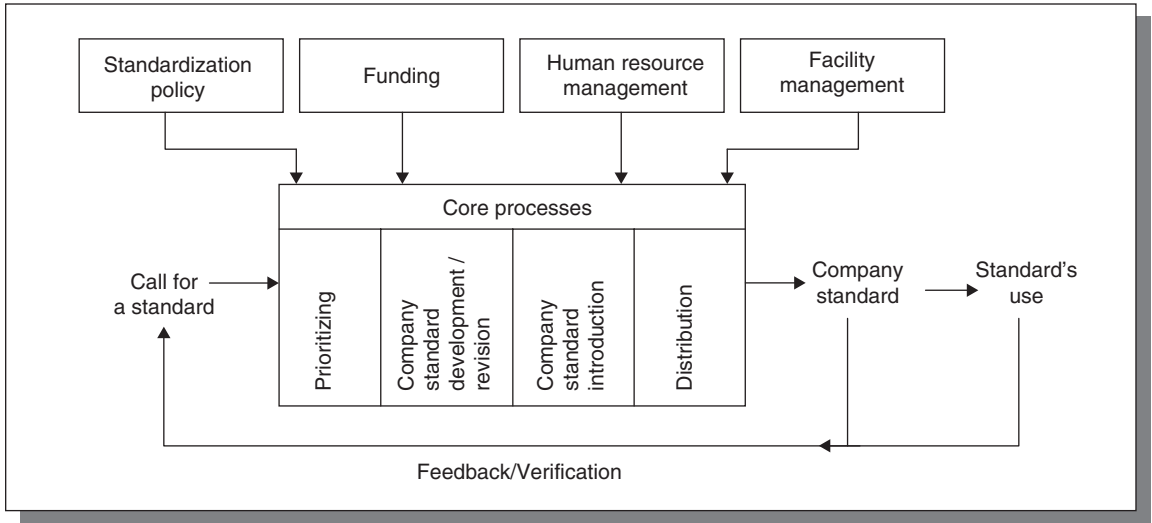 Standardization
policy
Funding
Human resource
management
Facility
management
Core processes
Call for
a standard
Prioritizing
Company
standard
development /
revision
Company
standard
introduction
Distribution
Company
standard
Standard's
use
Feedback/Verification